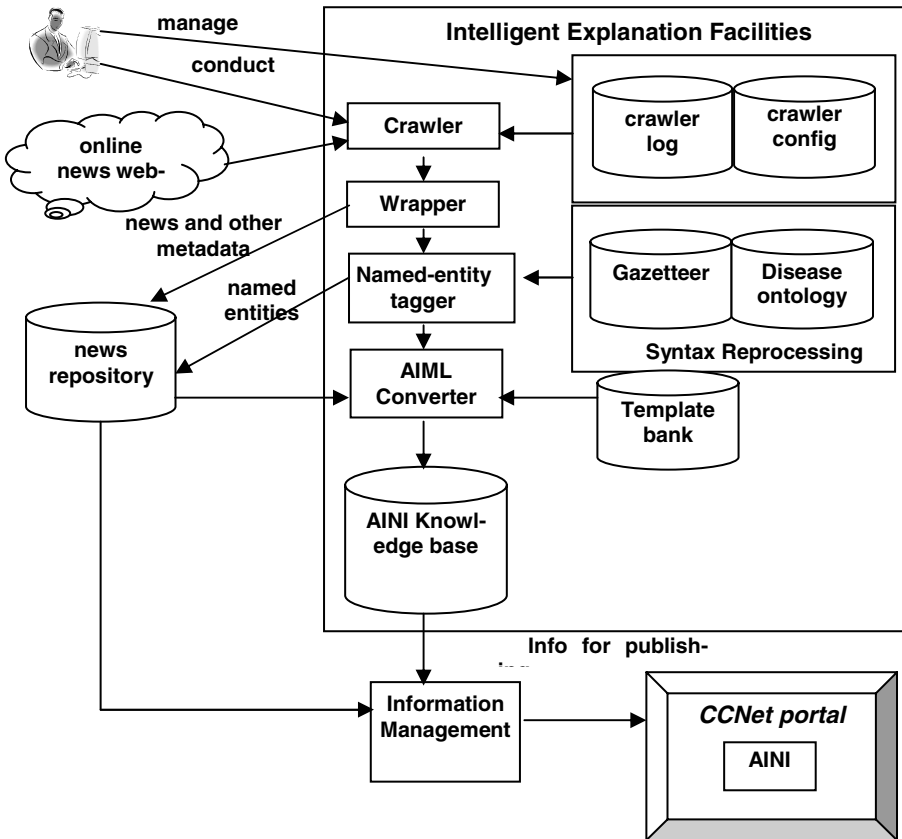 manage
Intelligent Explanation Facilities
conduct
crawler
log
crawler
config
Crawler
online
news web-
Wrapper
news and other
metadata
Named-entity
tagger
Gazetteer
Disease
ontology
named
entities
Syntax Reprocessing
news
repository
AIML
Converter
Template
bank
AINI Knowl-
edge base
Info for publish-
Information
Management
CCNet portal
AINI